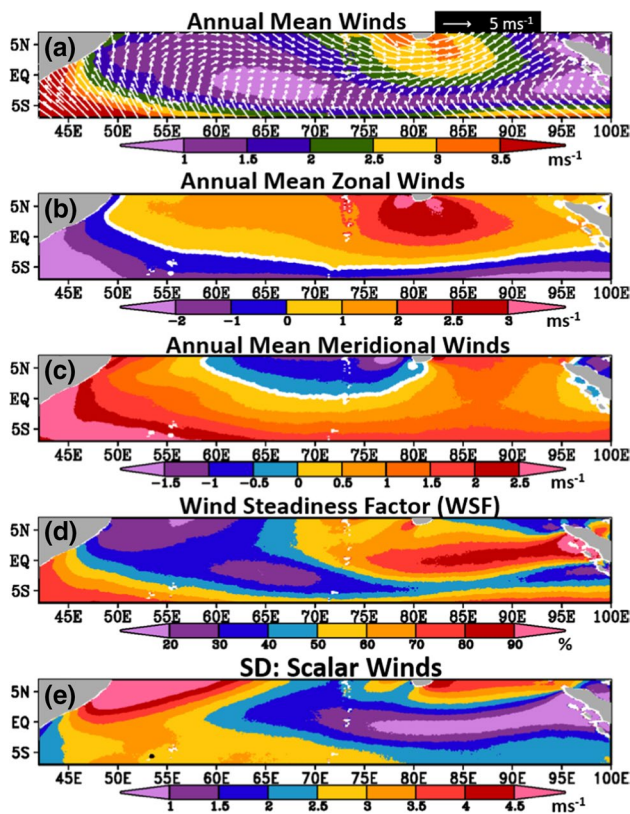 Annual Mean Winds
5 ms⁻¹
(a)
5N
EQ
5S
45E 50E 55E 60E 65E 70E 75E 80E 85E 90E 95E 100E
1 1.5 2 2.5 3 3.5 ms⁻¹
Annual Mean Zonal Winds
(b)
5N
EQ
5S
45E 50E 55E 60E 65E 70E 75E 80E 85E 90E 95E 100E
-2 -1 0 1 2 2.5 3 ms⁻¹
Annual Mean Meridional Winds
(c)
5N
EQ
5S
45E 50E 55E 60E 65E 70E 75E 80E 85E 90E 95E 100E
-1.5 -1 -0.5 0 0.5 1 1.5 2 2.5 ms⁻¹
Wind Steadiness Factor (WSF)
(d)
5N
EQ
5S
45E 50E 55E 60E 65E 70E 75E 80E 85E 90E 95E 100E
20 30 40 50 60 70 80 90 %
SD: Scalar Winds
(e)
5N
EQ
5S
45E 50E 55E 60E 65E 70E 75E 80E 85E 90E 95E 100E
1 1.5 2 2.5 3 3.5 4 4.5 ms⁻¹